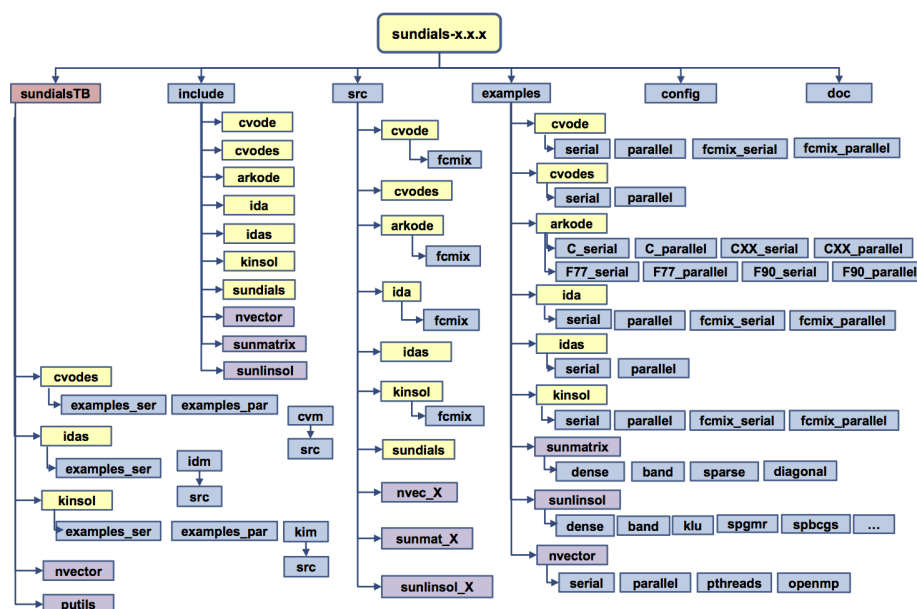 sundials-x.x.x
sundialsTB include src examples config doc
cvode
cvodes
arkode
ida
idas
kinsol
sundials
nvector
sunmatrix
sunlinsol
cvodes
examples_ser examples_par
cvm
src
idas
examples_ser
idm
src
kinsol
examples_ser examples_par
kim
src
nvector
putils
cvode
fcmix
cvodes
arkode
fcmix
ida
fcmix
idas
kinsol
fcmix
sundials
nvec_X
sunmat_X
sunlinsol_X
cvode
serial parallel fcmix_serial fcmix_parallel
cvodes
serial parallel
arkode
C_serial C_parallel CXX_serial CXX_parallel
F77_serial F77_parallel F90_serial F90_parallel
ida
serial parallel fcmix_serial fcmix_parallel
idas
serial parallel
kinsol
serial parallel fcmix_serial fcmix_parallel
sunmatrix
dense band sparse diagonal
sunlinsol
dense band klu spgmr spbcgs ...
nvector
serial parallel pthreads openmp